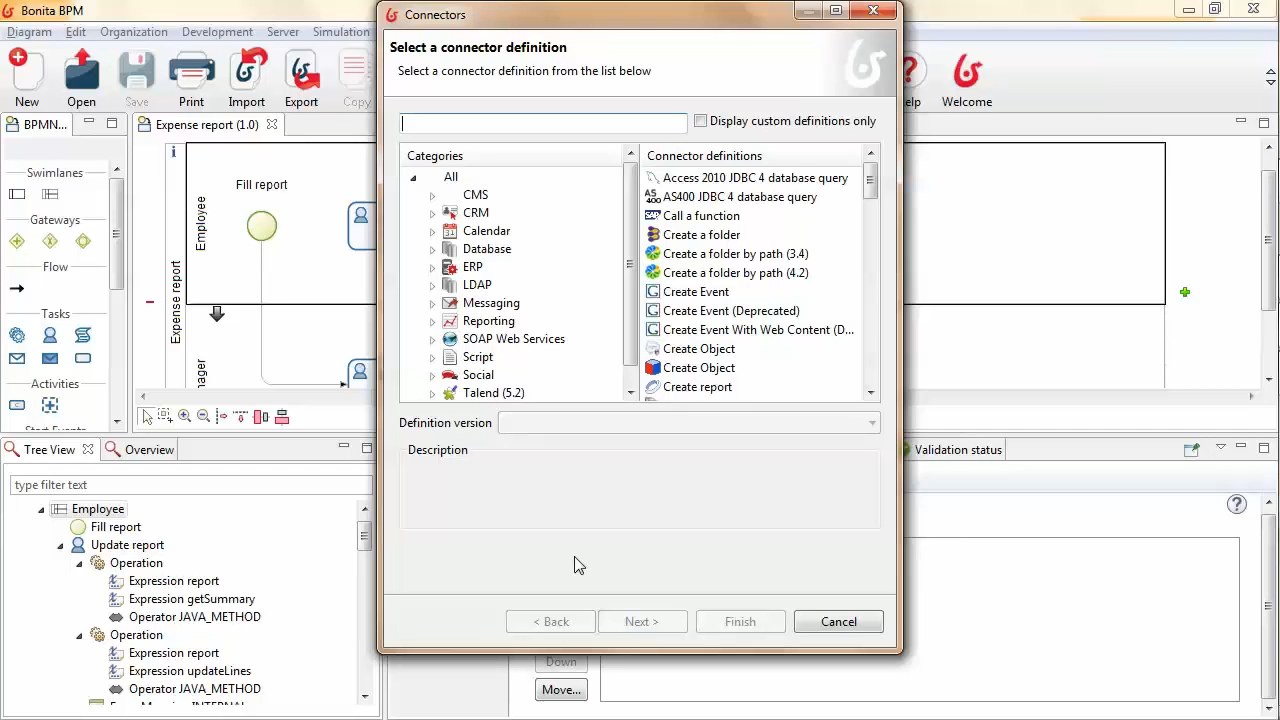 Bonita BPM
Diagram Edit Organization Development Server Simulation
New Open Save Print Import Export Copy Welcome
BPMN...
Expense report (1.0)
Swimlanes
Gateways
Flow
Tasks
Activities
Expense report
Employee
Fill report
Connectors
Select a connector definition
Select a connector definition from the list below
Display custom definitions only
Categories
All
CMS
CRM
Calendar
Database
ERP
LDAP
Messaging
Reporting
SOAP Web Services
Script
Social
Talend (5.2)
Connector definitions
Access 2010 JDBC 4 database query
AS400 JDBC 4 database query
Call a function
Create a folder
Create a folder by path (3.4)
Create a folder by path (4.2)
Create Event
Create Event (Deprecated)
Create Event With Web Content (D...
Create Object
Create Object
Create report
Definition version
Description
< Back
Next >
Finish
Cancel
Tree View
Overview
type filter text
Employee
Fill report
Update report
Operation
Expression report
Expression getSummary
Operator JAVA_METHOD
Operation
Expression report
Expression updateLines
Operator JAVA_METHOD
Validation status
Down
Move...